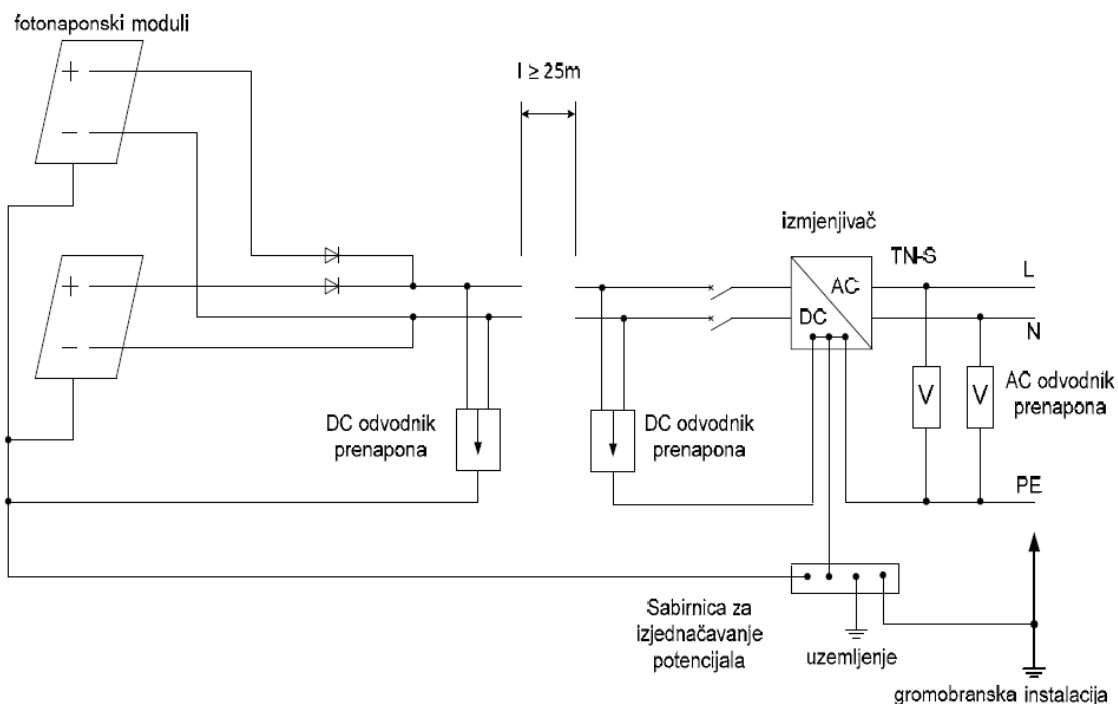 fotonaponski moduli
l ≥ 25m
+
−
+
−
izmjenjivač
TN-S
L
AC
DC
N
V
V
AC odvodnik
prenapona
DC odvodnik
prenapona
DC odvodnik
prenapona
PE
Sabirnica za
izjednačavanje
potencijala
uzemljenje
gromobranska instalacija